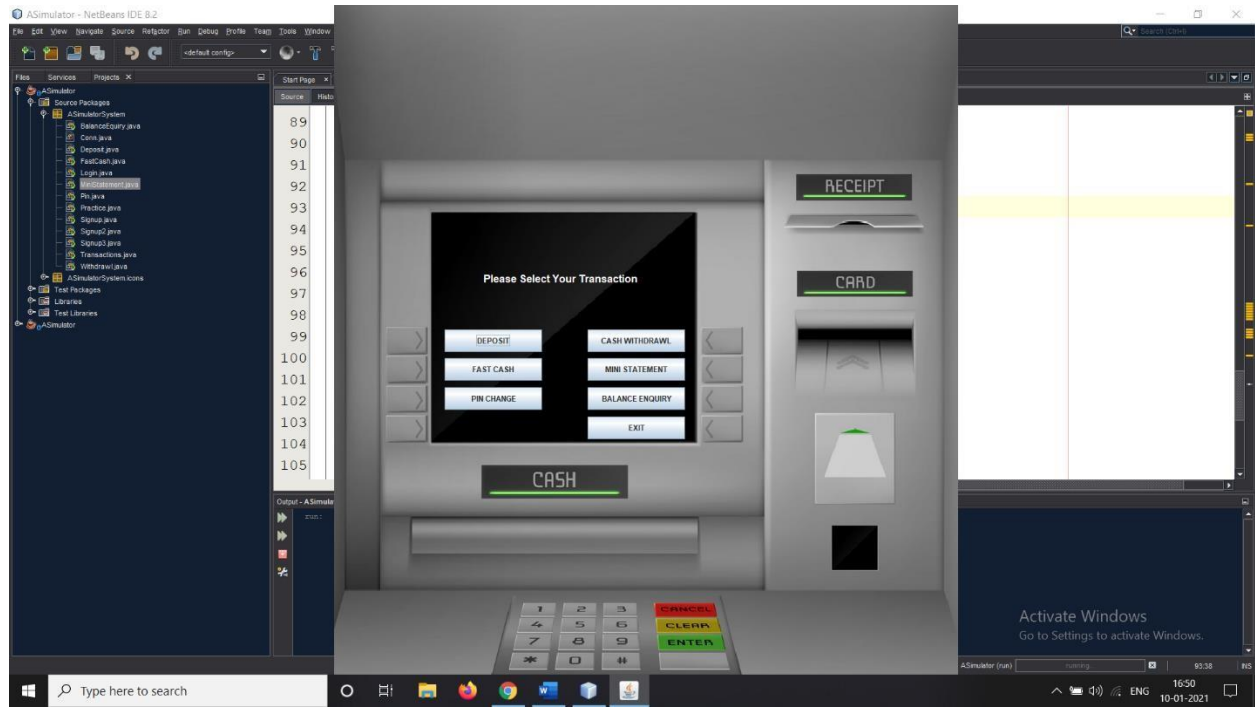 ASimulator - NetBeans IDE 8.2
File Edit View Navigate Source Refactor Run Debug Profile Team Tools Window
Search (Ctrl+I)
<default config>
Files Services Projects
Start Page
ASimulator
Source Packages
ASimulatorSystem
BalanceEquiry.java
Conn.java
Deposit.java
FastCash.java
Login.java
MiniStatement.java
Pin.java
Practice.java
Signup.java
Signup2.java
Signup3.java
Transactions.java
Withdrawl.java
ASimulatorSystem.icons
Test Packages
Libraries
Test Libraries
ASimulator
Source Histo
89
90
91
92
93
94
95
96
97
98
99
100
101
102
103
104
105
RECEIPT
CARD
Please Select Your Transaction
DEPOSIT CASH WITHDRAWL
FAST CASH MINI STATEMENT
PIN CHANGE BALANCE ENQUIRY
EXIT
CASH
1 2 3 CANCEL
4 5 6 CLEAR
7 8 9 ENTER
* 0 #
Output - ASimula
run:
Activate Windows
Go to Settings to activate Windows.
ASimulator (run) running... 93:38 INS
Type here to search
ENG
16:50
10-01-2021